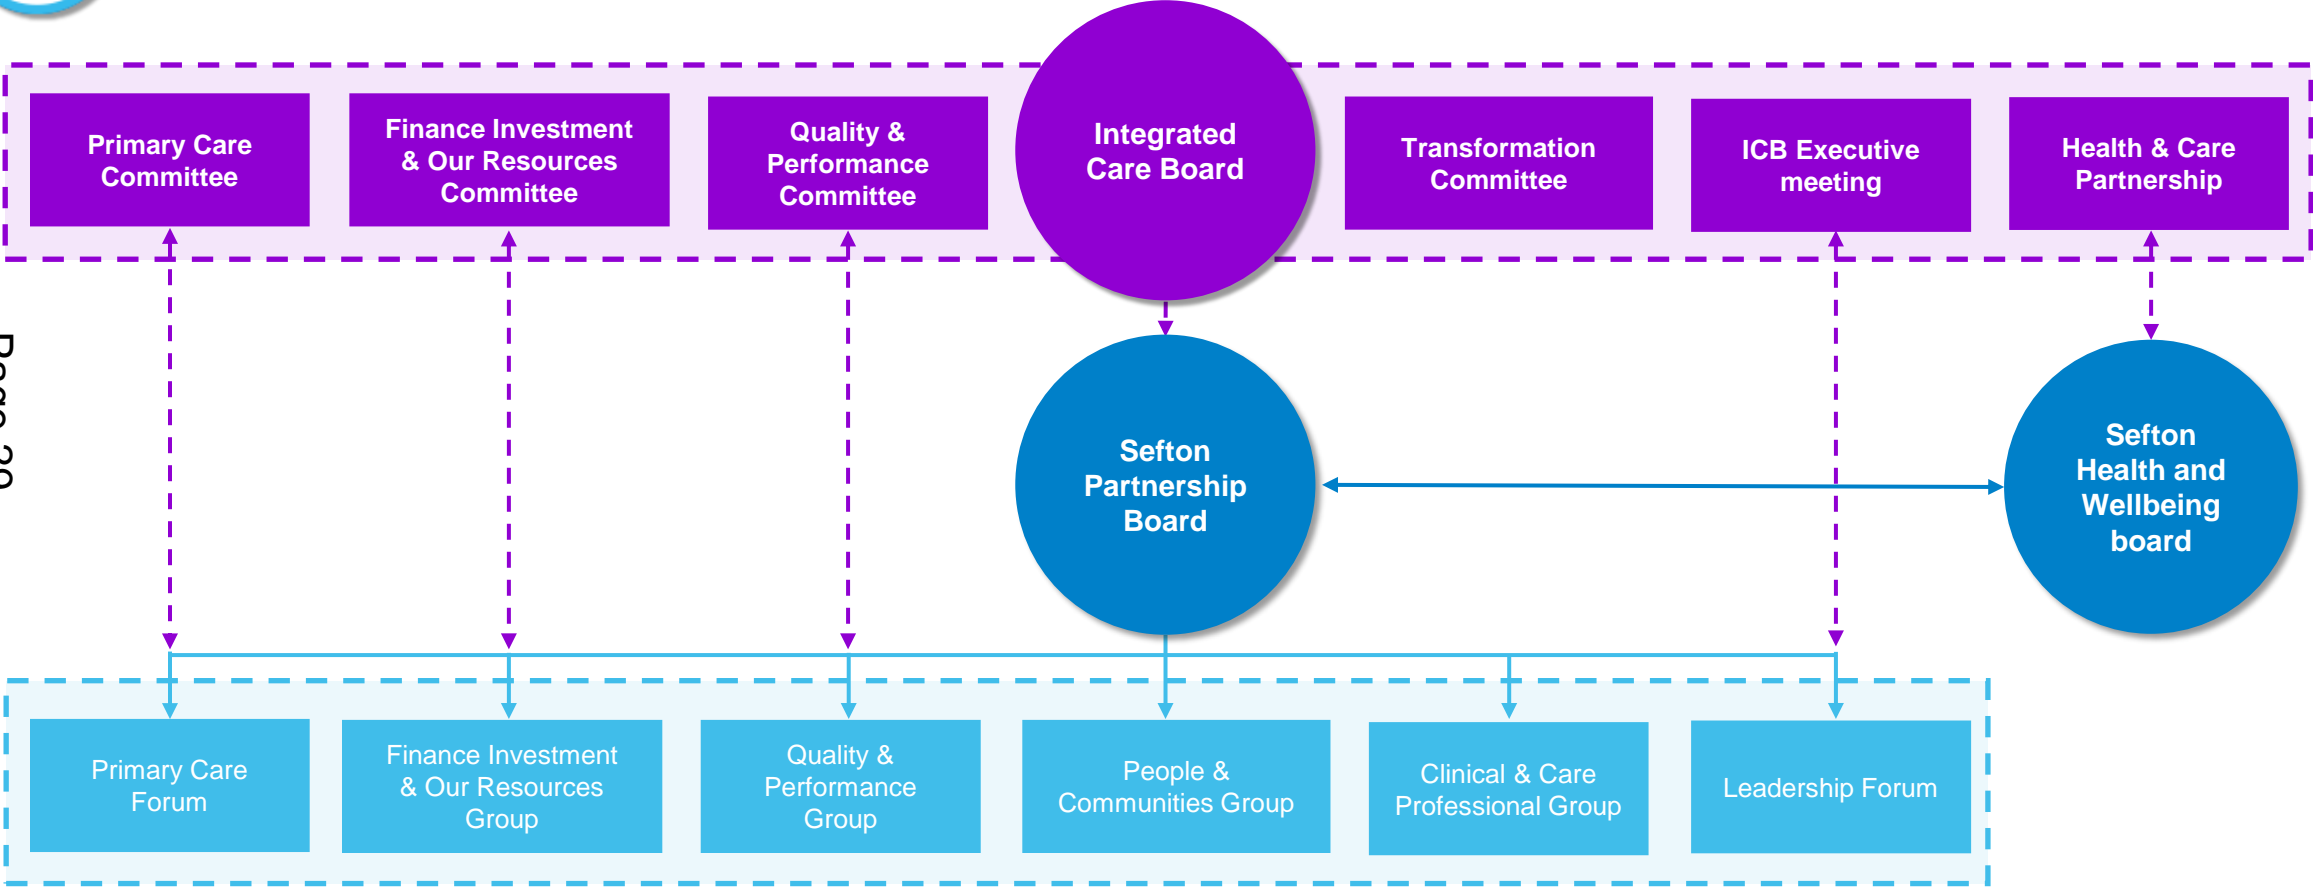 Primary Care
Committee
Finance Investment
& Our Resources
Committee
Quality &
Performance
Committee
Integrated
Care Board
Transformation
Committee
ICB Executive
meeting
Health & Care
Partnership
Sefton
Partnership
Board
Sefton
Health and
Wellbeing
board
Primary Care
Forum
Finance Investment
& Our Resources
Group
Quality &
Performance
Group
People &
Communities Group
Clinical & Care
Professional Group
Leadership Forum